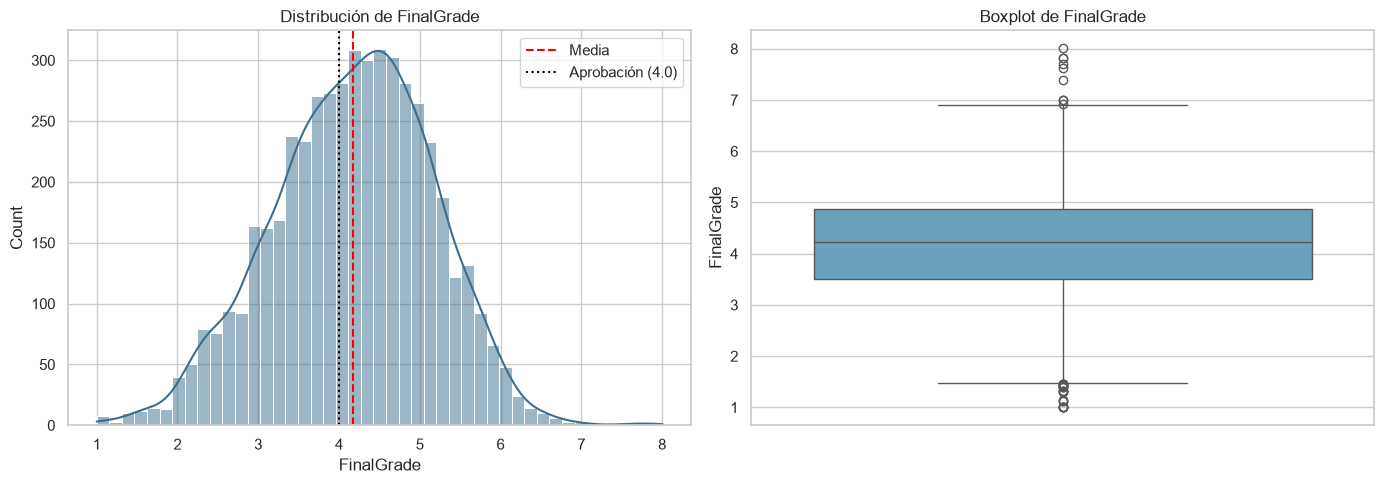 Distribución de FinalGrade
Media
Aprobación (4.0)
300
250
200
150
100
50
0
Count
1 2 3 4 5 6 7 8
FinalGrade
Boxplot de FinalGrade
8
7
6
5
4
3
2
1
FinalGrade